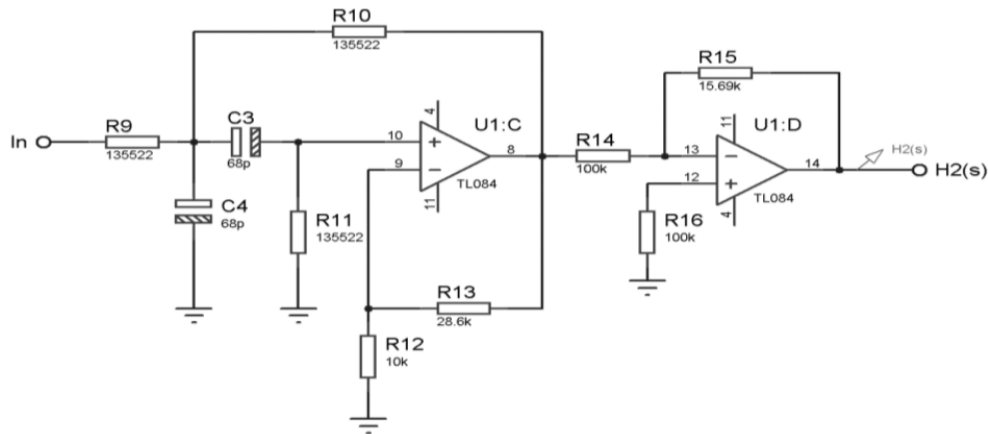 R10
135522
R15
15.69k
In
R9
135522
C3
68p
4
U1:C
10
+
9
−
8
TL084
11
R14
100k
11
U1:D
13
−
12
+
14
TL084
4
H2(s)
H2(s)
C4
68p
R11
135522
R16
100k
R13
28.6k
R12
10k